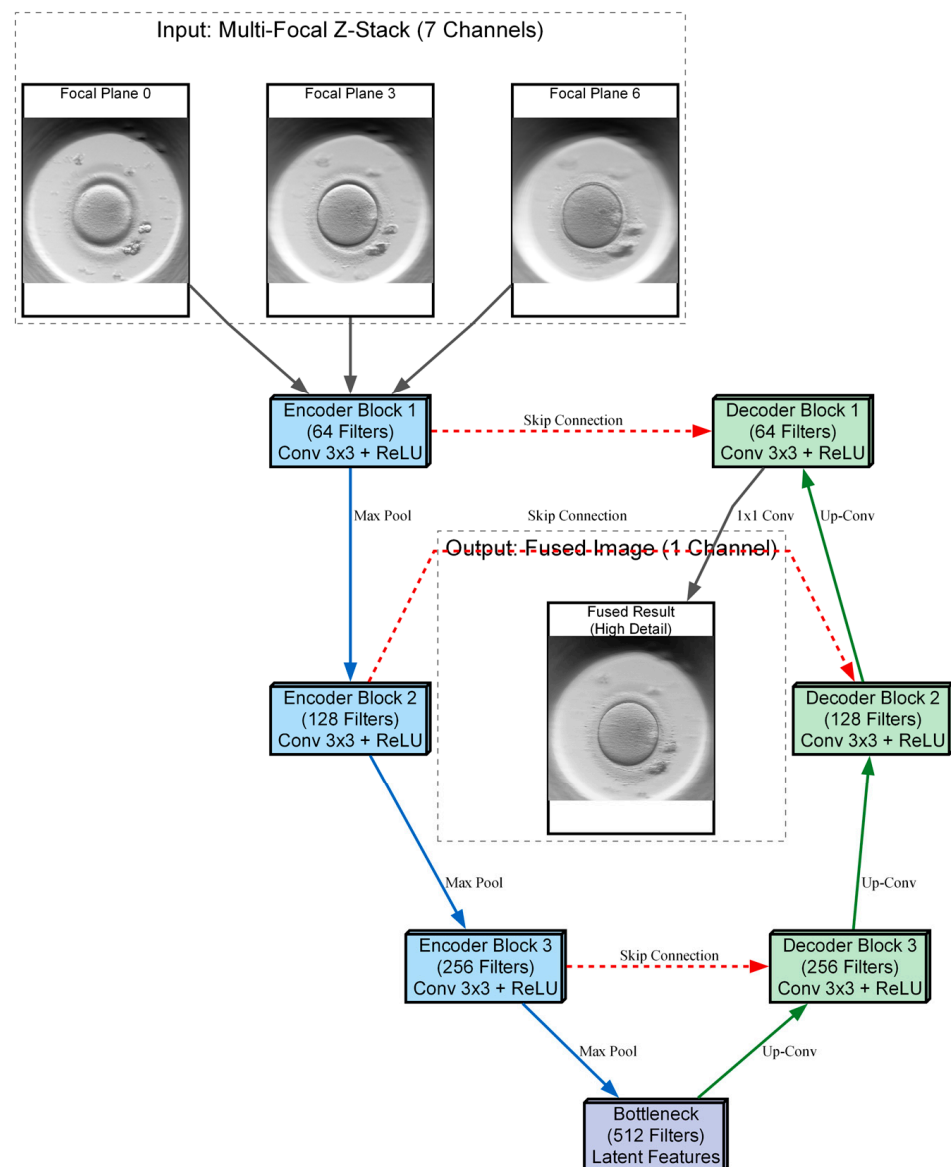 Input: Multi-Focal Z-Stack (7 Channels)
Focal Plane 0
Focal Plane 3
Focal Plane 6
Encoder Block 1
(64 Filters)
Conv 3x3 + ReLU
Skip Connection
Decoder Block 1
(64 Filters)
Conv 3x3 + ReLU
Max Pool
Skip Connection
1x1 Conv
Up-Conv
Output: Fused Image (1 Channel)
Fused Result
(High Detail)
Encoder Block 2
(128 Filters)
Conv 3x3 + ReLU
Decoder Block 2
(128 Filters)
Conv 3x3 + ReLU
Max Pool
Up-Conv
Encoder Block 3
(256 Filters)
Conv 3x3 + ReLU
Skip Connection
Decoder Block 3
(256 Filters)
Conv 3x3 + ReLU
Max Pool
Up-Conv
Bottleneck
(512 Filters)
Latent Features